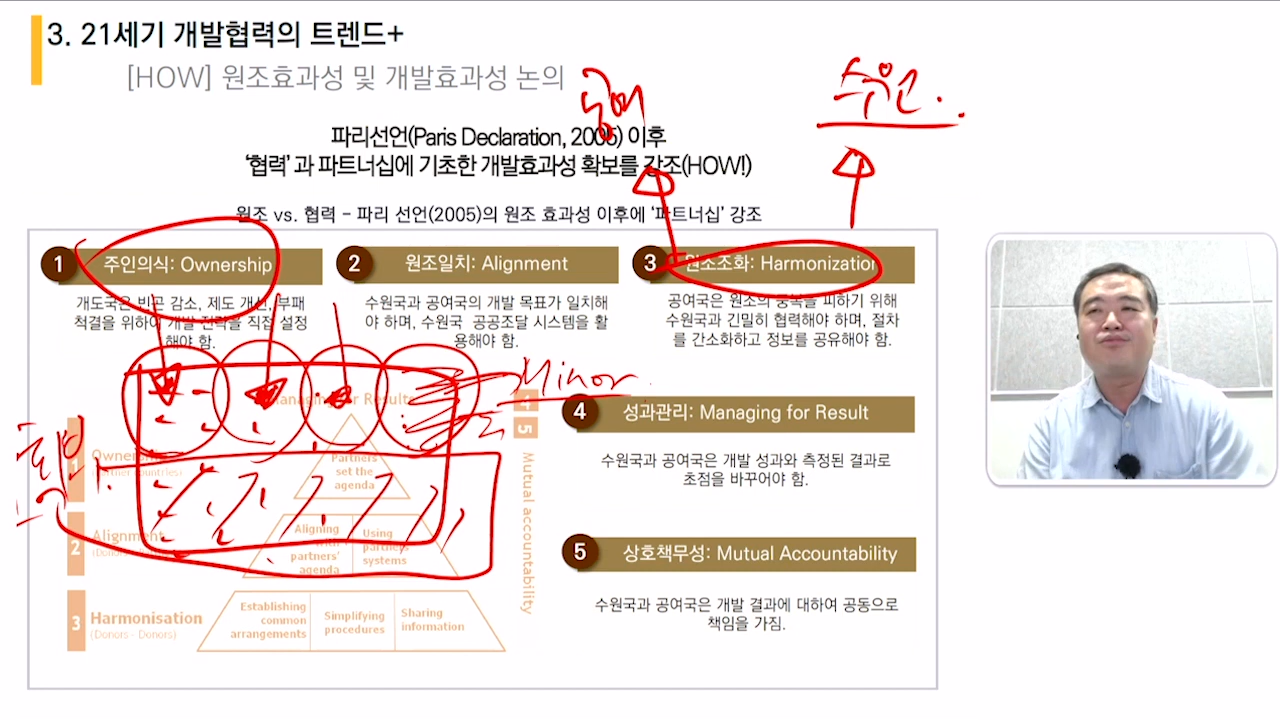 3. 21세기 개발협력의 트렌드+
[HOW] 원조효과성 및 개발효과성 논의
수원
파리선언(Paris Declaration, 2005) 이후
‘협력’과 파트너십에 기초한 개발효과성 확보를 강조(HOW!)
원조 vs. 협력 – 파리 선언(2005)의 원조 효과성 이후에 ‘파트너십’ 강조
1 주인의식: Ownership
개도국은 빈곤 감소, 제도 개선, 부패
척결을 위하여 개발 전략을 직접 설정
해야 함.
2 원조일치: Alignment
수원국과 공여국의 개발 목표가 일치해
야 하며, 수원국 공공조달 시스템을 활
용해야 함.
3 원조조화: Harmonization
공여국은 원조의 중복을 피하기 위해
수원국과 긴밀히 협력해야 하며, 절차
를 간소화하고 정보를 공유해야 함.
Minor
4 성과관리: Managing for Result
수원국과 공여국은 개발 성과와 측정된 결과로
초점을 바꾸어야 함.
5 상호책무성: Mutual Accountability
수원국과 공여국은 개발 결과에 대하여 공동으로
책임을 가짐.
Managing for Results
4
5 Mutual accountability
1 Ownership
Partners
set the
agenda
2 Alignment
Aligning
with
partners'
agenda
Using
partners'
systems
3 Harmonisation
(Donors - Donors)
Establishing
common
arrangements
Simplifying
procedures
Sharing
information